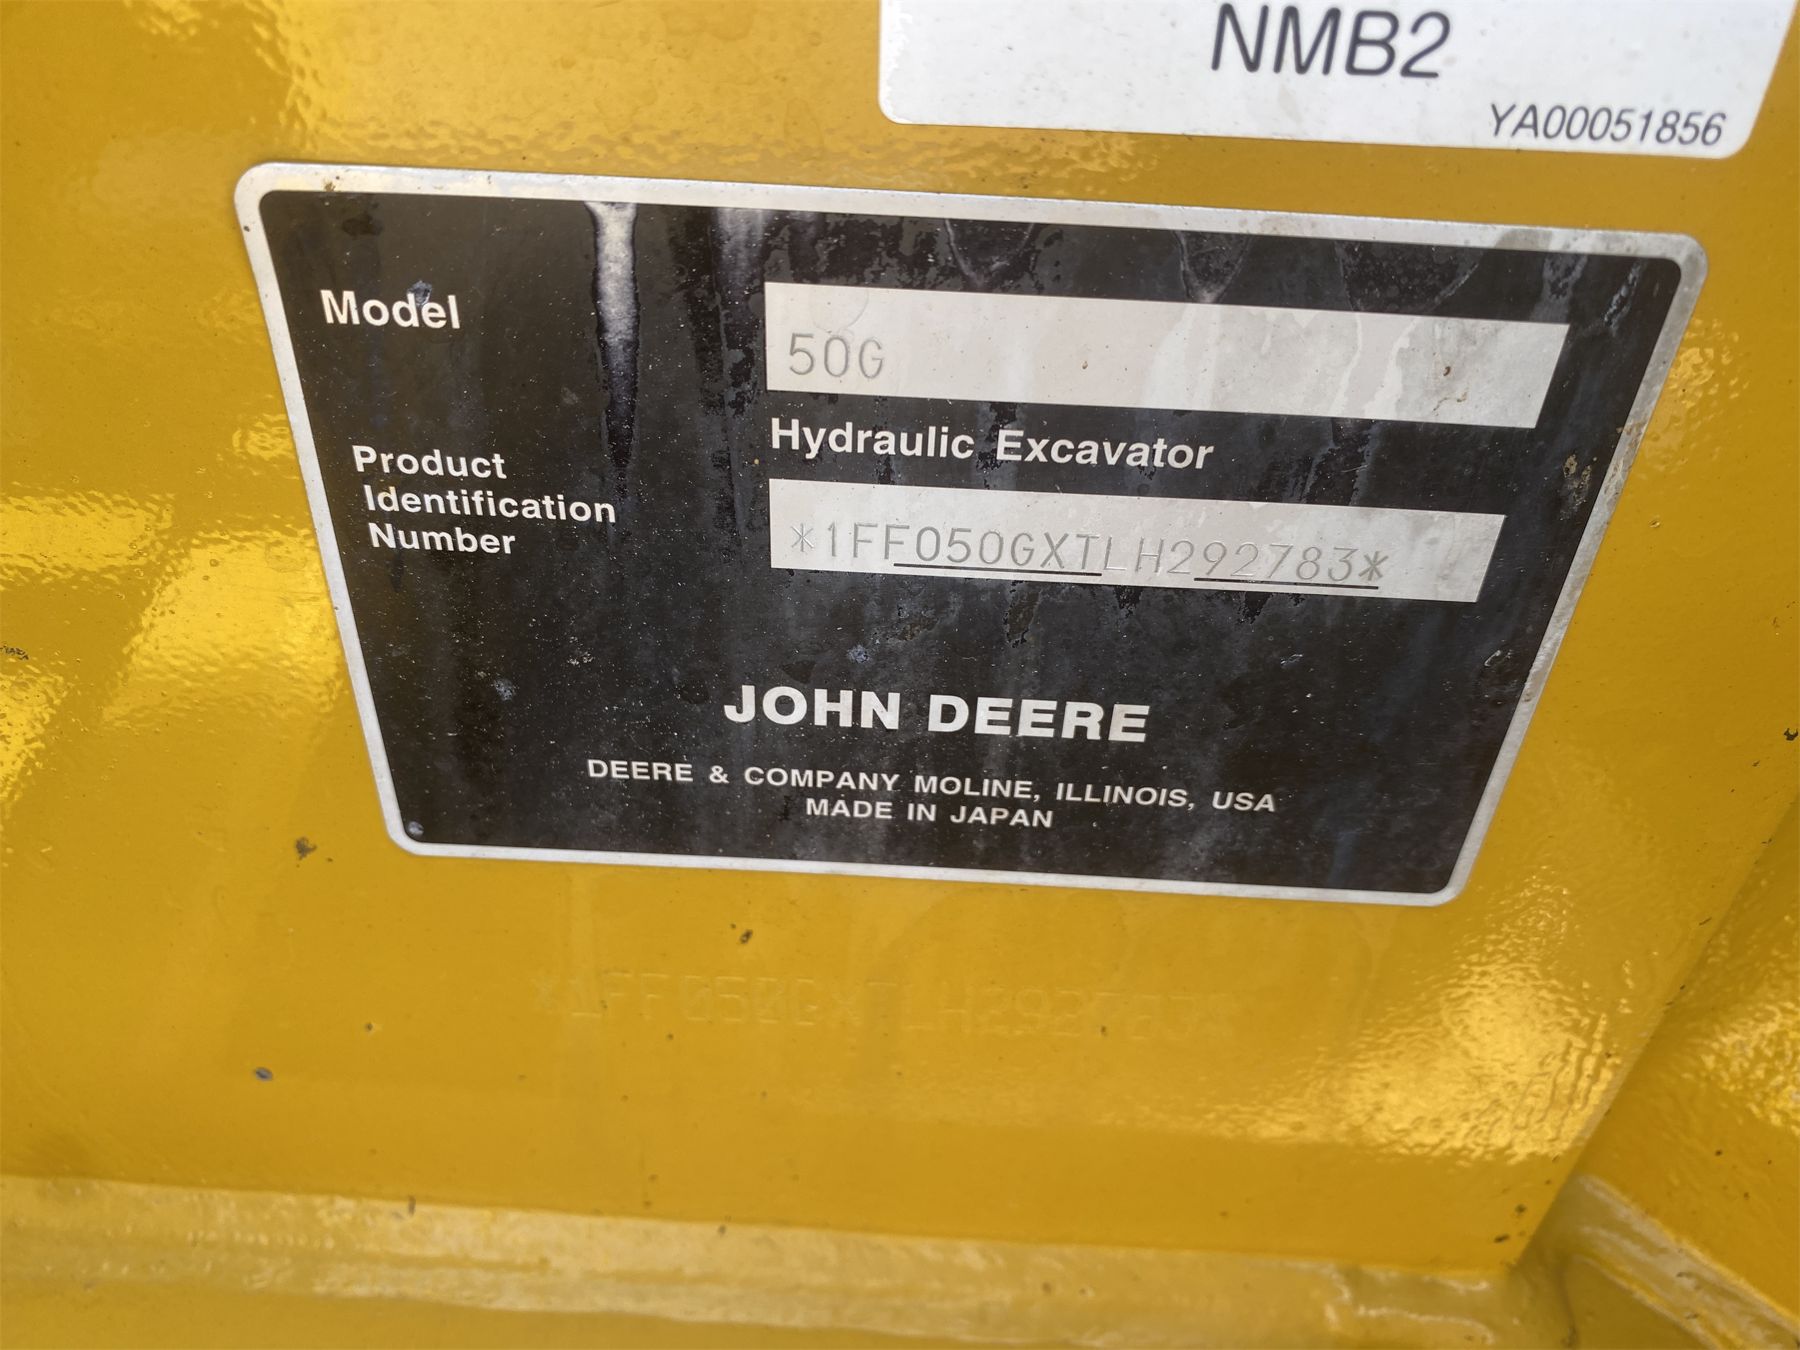 NMB2
YA00051856
Model
50G
Hydraulic Excavator
Product
Identification
Number
*1FF050GXTLH292783*
JOHN DEERE
DEERE & COMPANY MOLINE, ILLINOIS, USA
MADE IN JAPAN